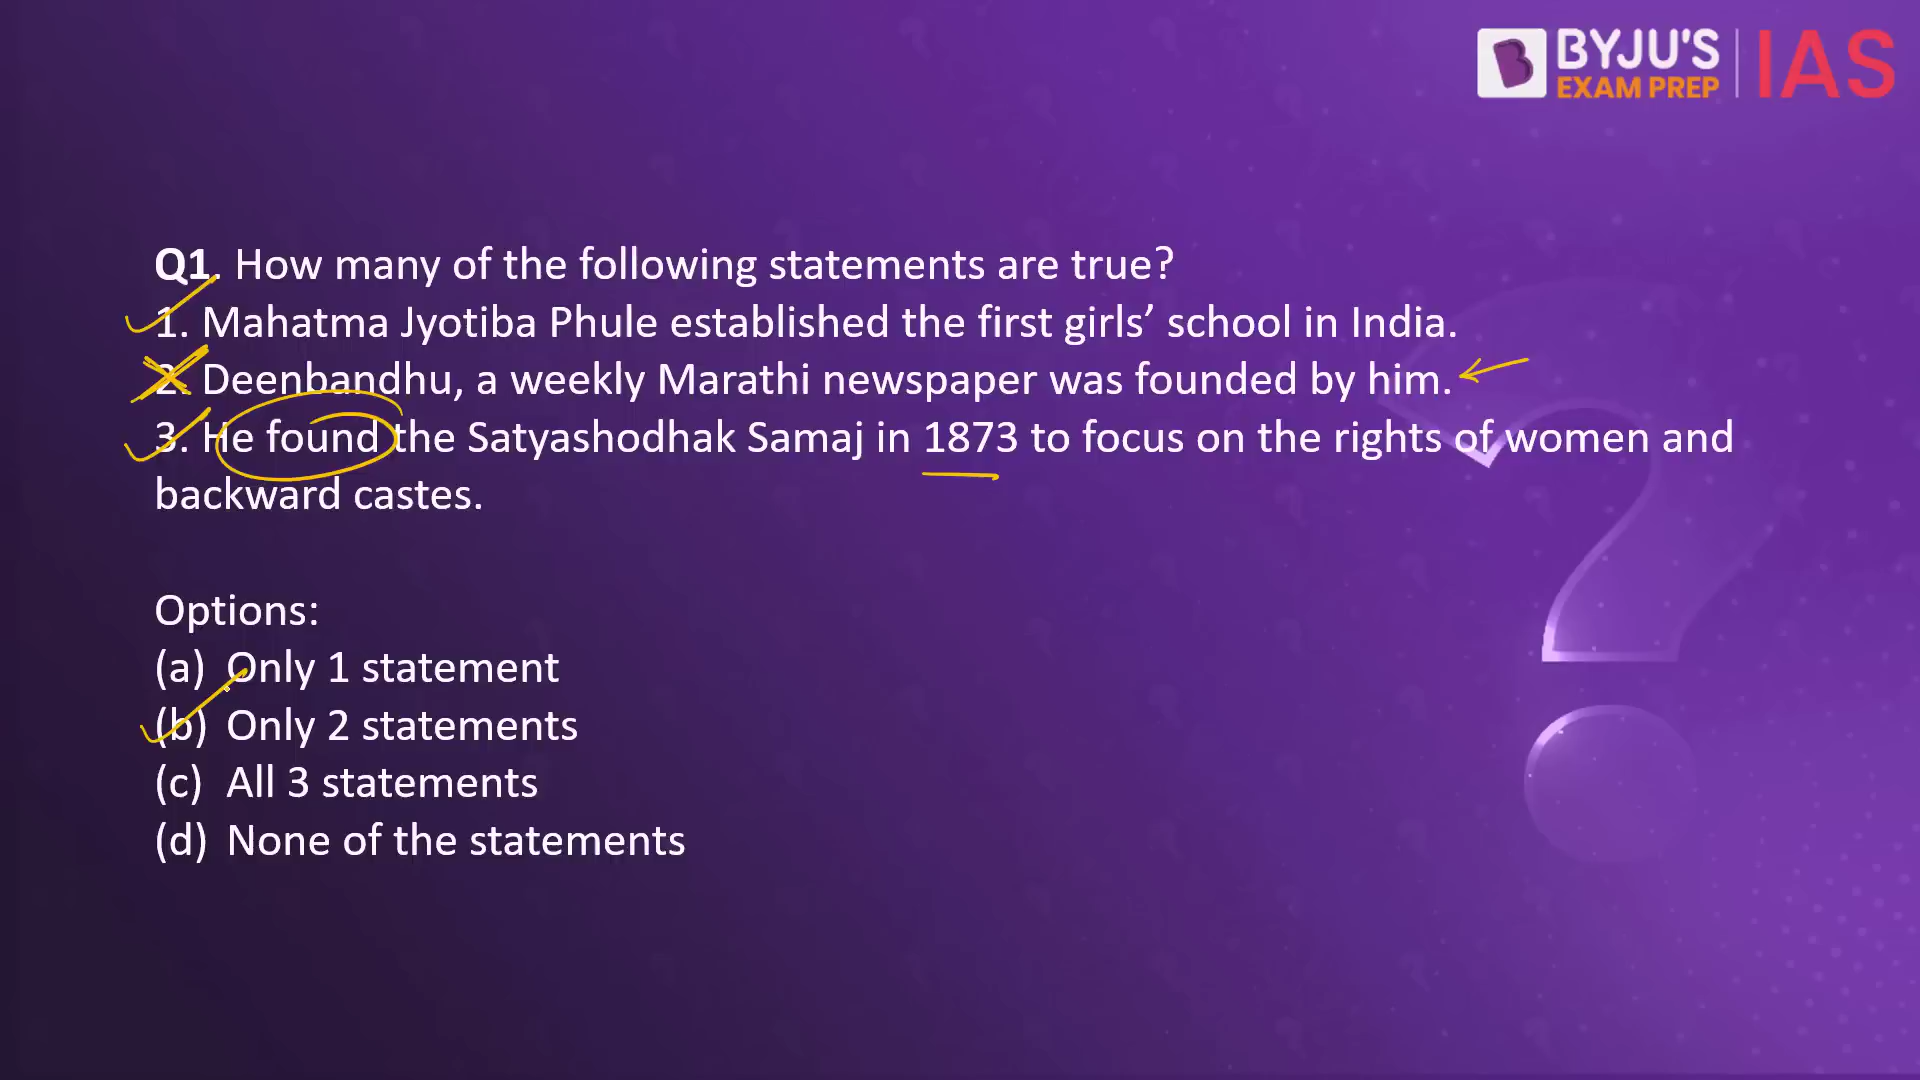 BYJU'S
EXAM PREP
IAS
Q1. How many of the following statements are true?
1. Mahatma Jyotiba Phule established the first girls’ school in India.
2. Deenbandhu, a weekly Marathi newspaper was founded by him.
3. He found the Satyashodhak Samaj in 1873 to focus on the rights of women and
backward castes.
Options:
(a) Only 1 statement
(b) Only 2 statements
(c) All 3 statements
(d) None of the statements